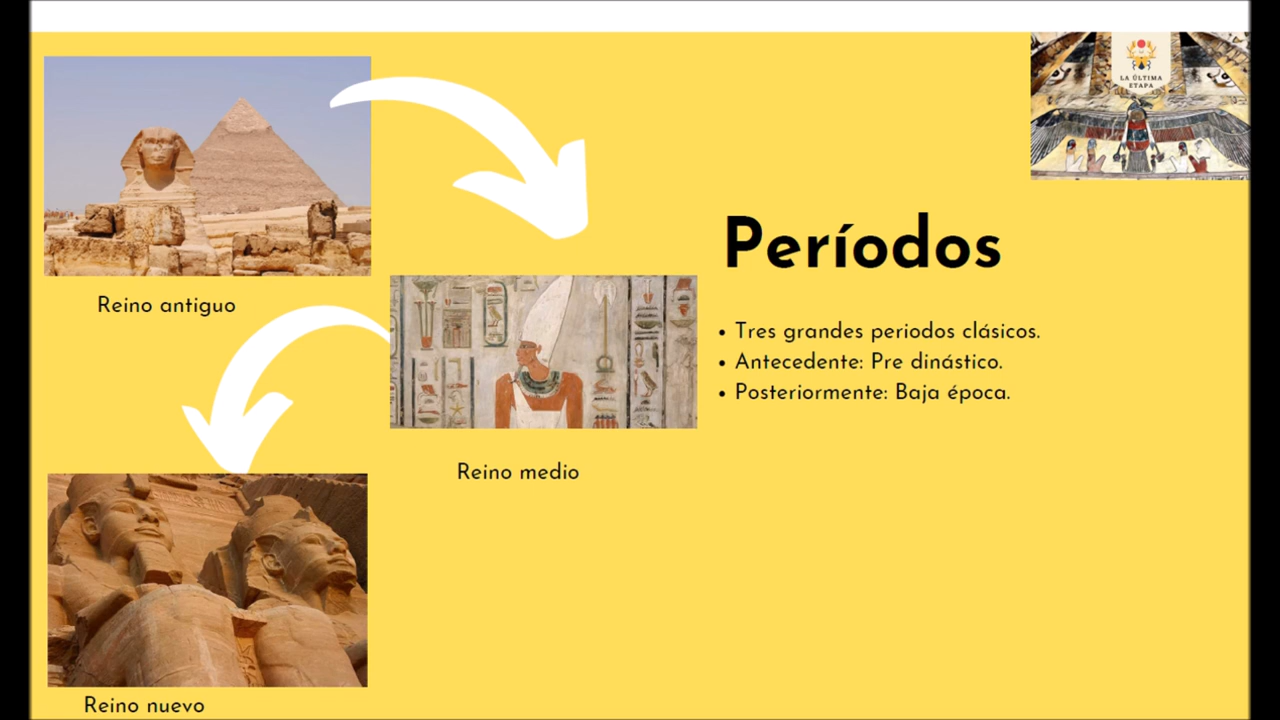 LA ÚLTIMA
ETAPA
Períodos
Reino antiguo
• Tres grandes periodos clásicos.
• Antecedente: Pre dinástico.
• Posteriormente: Baja época.
Reino medio
Reino nuevo